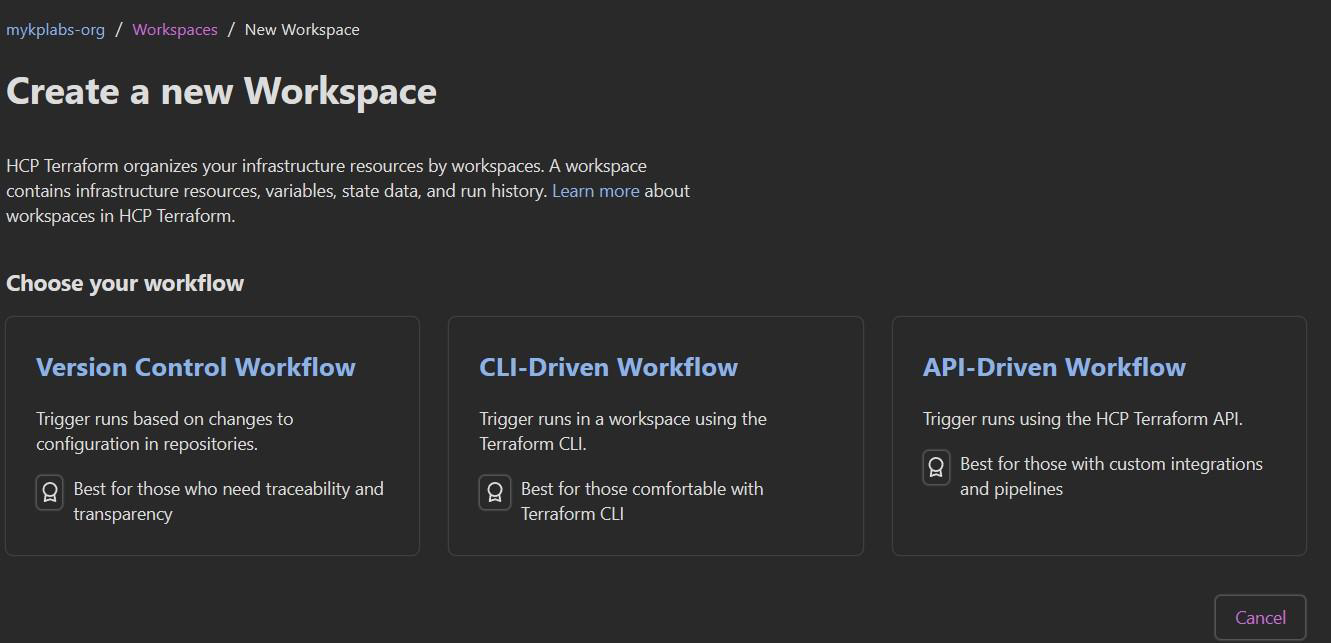 mykplabs-org / Workspaces / New Workspace
Create a new Workspace
HCP Terraform organizes your infrastructure resources by workspaces. A workspace
contains infrastructure resources, variables, state data, and run history. Learn more about
workspaces in HCP Terraform.
Choose your workflow
Version Control Workflow
Trigger runs based on changes to
configuration in repositories.
Best for those who need traceability and
transparency
CLI-Driven Workflow
Trigger runs in a workspace using the
Terraform CLI.
Best for those comfortable with
Terraform CLI
API-Driven Workflow
Trigger runs using the HCP Terraform API.
Best for those with custom integrations
and pipelines
Cancel